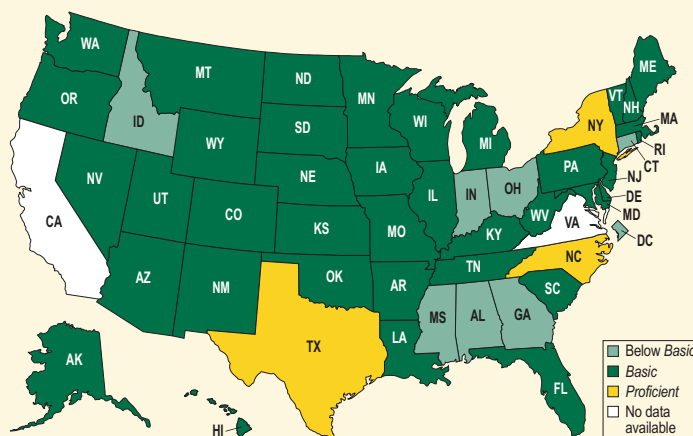 WA
MT
ND
MN
ME
VT
NH
OR
ID
SD
WI
MI
NY
MA
RI
CT
WY
IA
PA
NJ
NE
NV
UT
CO
IL
IN
OH
DE
MD
WV
VA
DC
CA
KS
MO
KY
NC
TN
AZ
NM
OK
AR
SC
MS
AL
GA
LA
TX
AK
FL
HI
Below Basic
Basic
Proficient
No data
available